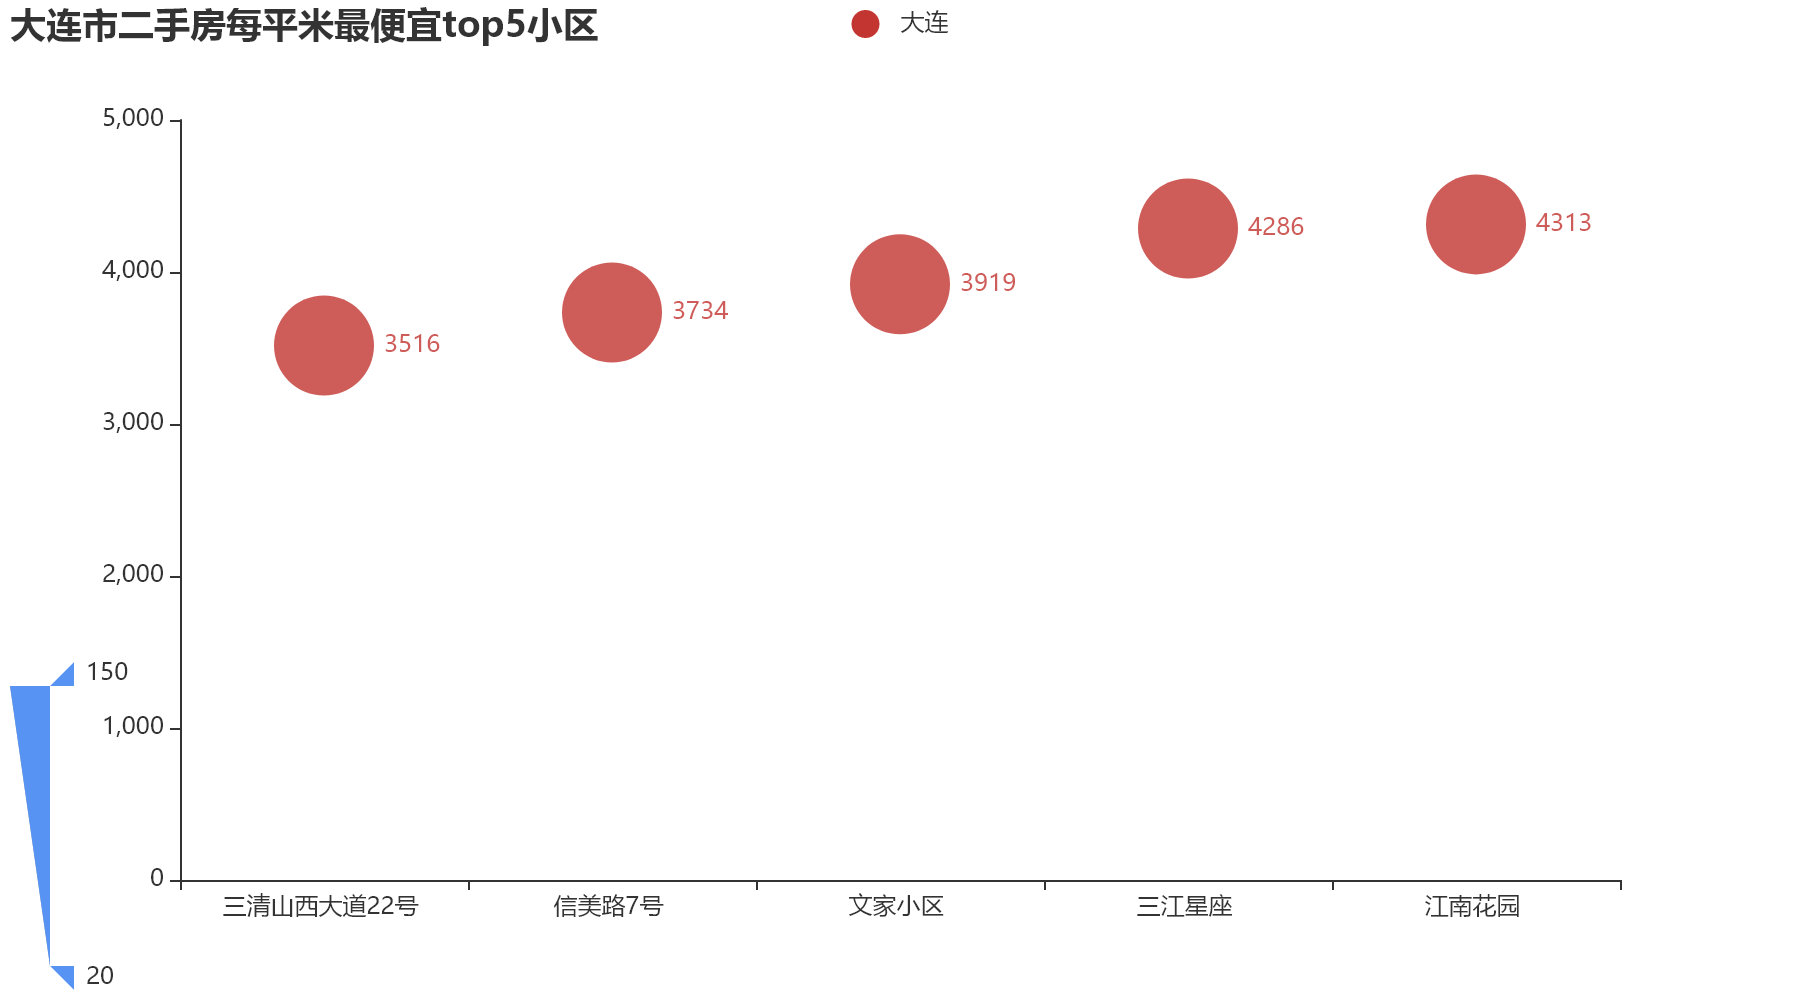 大连市二手房每平米最便宜top5小区
大连
5,000
4,000
3,000
2,000
1,000
0
3516
3734
3919
4286
4313
三清山西大道22号
信美路7号
文家小区
三江星座
江南花园
150
20